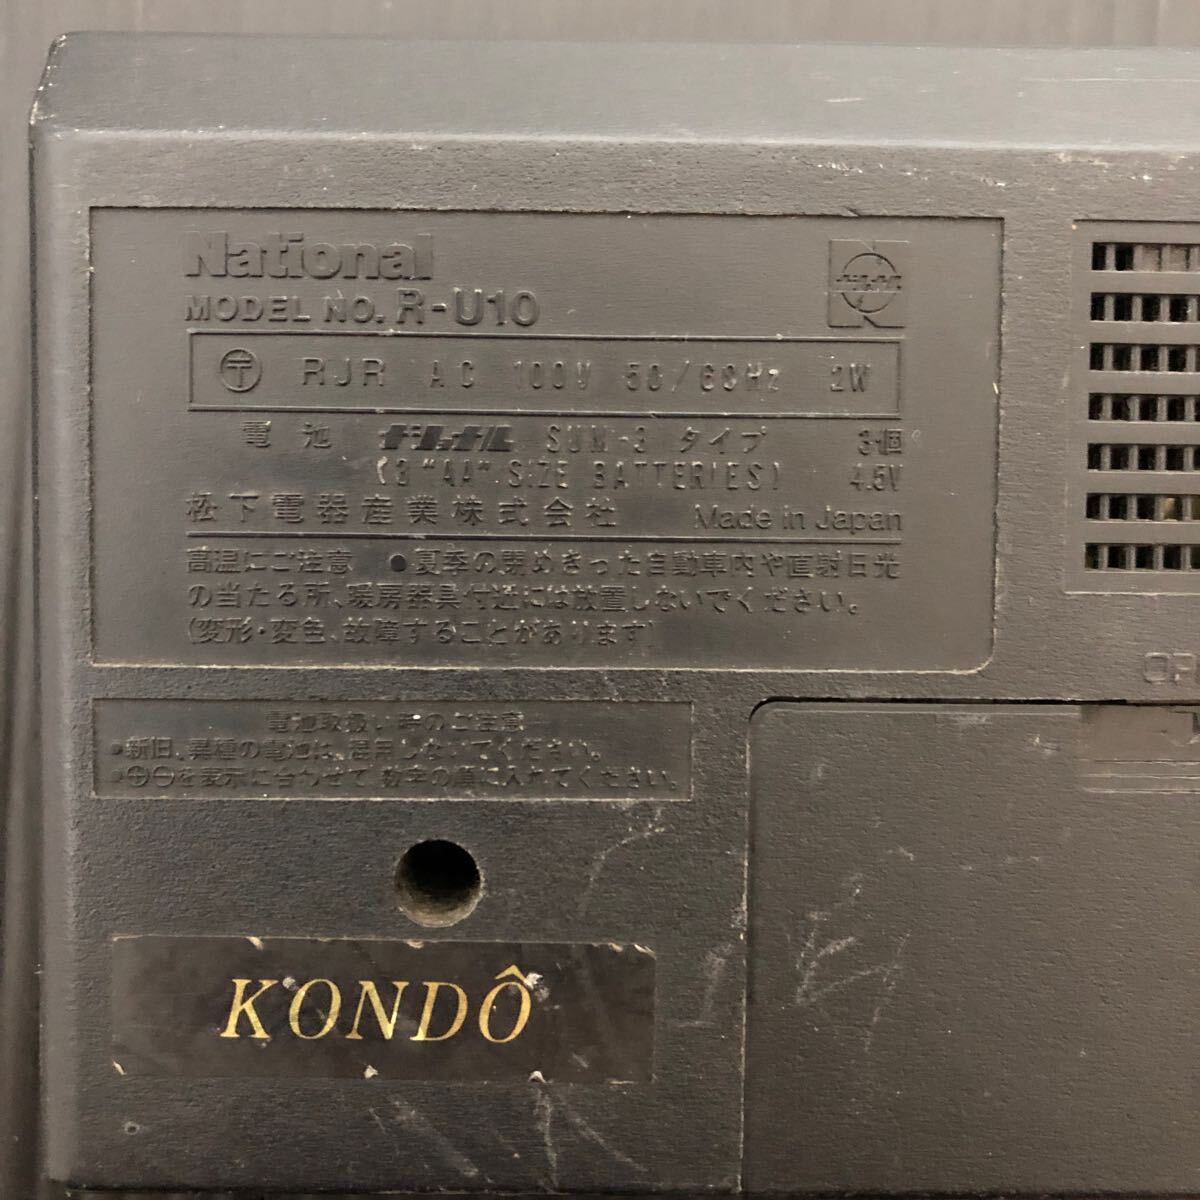 National
MODEL NO. R-U10
〒 RJR AC 100V 50/60Hz 2W
電池 ナショナル SUM-3 タイプ 3個
(3 "AA" SIZE BATTERIES) 4.5V
松下電器産業株式会社 Made in Japan
高温にご注意 ●夏季の閉めきった自動車内や直射日光
の当たる所、暖房器具付近には放置しないでください。
(変形・変色、故障することがあります)
電池取扱い時のご注意
●新旧、異種の電池は、混用しないでください。
●⊕⊖を表示に合わせて 数字の順に入れてください。
OP
KONDÔ